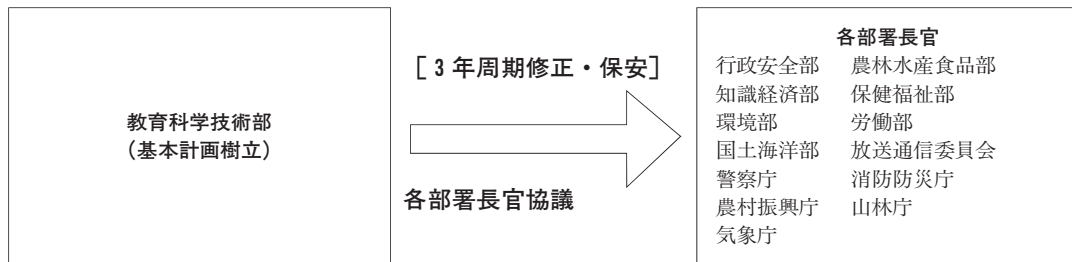 教育科学技術部
（基本計画樹立）
[ 3 年周期修正・保安]
各部署長官協議
各部署長官
行政安全部　農林水産食品部
知識経済部　保健福祉部
環境部　労働部
国土海洋部　放送通信委員会
警察庁　消防防災庁
農村振興庁　山林庁
気象庁